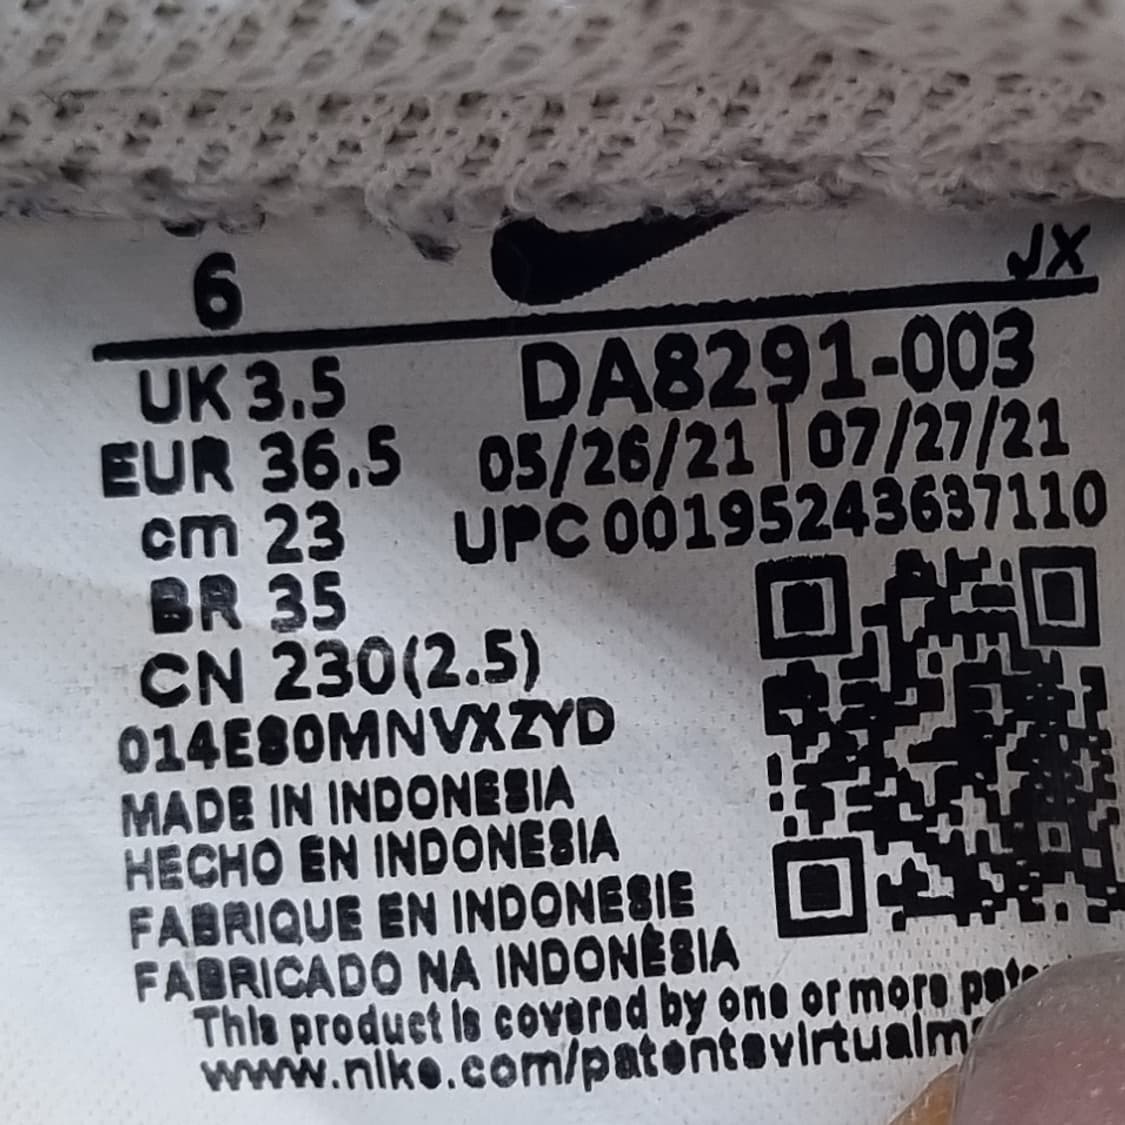 6 JX
UK 3.5 DA8291-003
EUR 36.5 05/26/21 | 07/27/21
cm 23 UPC 00195243637110
BR 35
CN 230(2.5)
014E80MNVXZYD
MADE IN INDONESIA
HECHO EN INDONESIA
FABRIQUE EN INDONESIE
FABRICADO NA INDONÉSIA
This product is covered by one or more
www.nike.com/patentsvirtualm